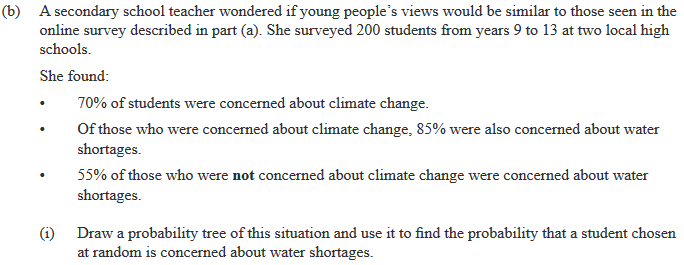 (b) A secondary school teacher wondered if young people's views would be similar to those seen in the
online survey described in part (a). She surveyed 200 students from years 9 to 13 at two local high
schools.
She found:
• 70% of students were concerned about climate change.
• Of those who were concerned about climate change, 85% were also concerned about water
shortages.
• 55% of those who were not concerned about climate change were concerned about water
shortages.
(i) Draw a probability tree of this situation and use it to find the probability that a student chosen
at random is concerned about water shortages.